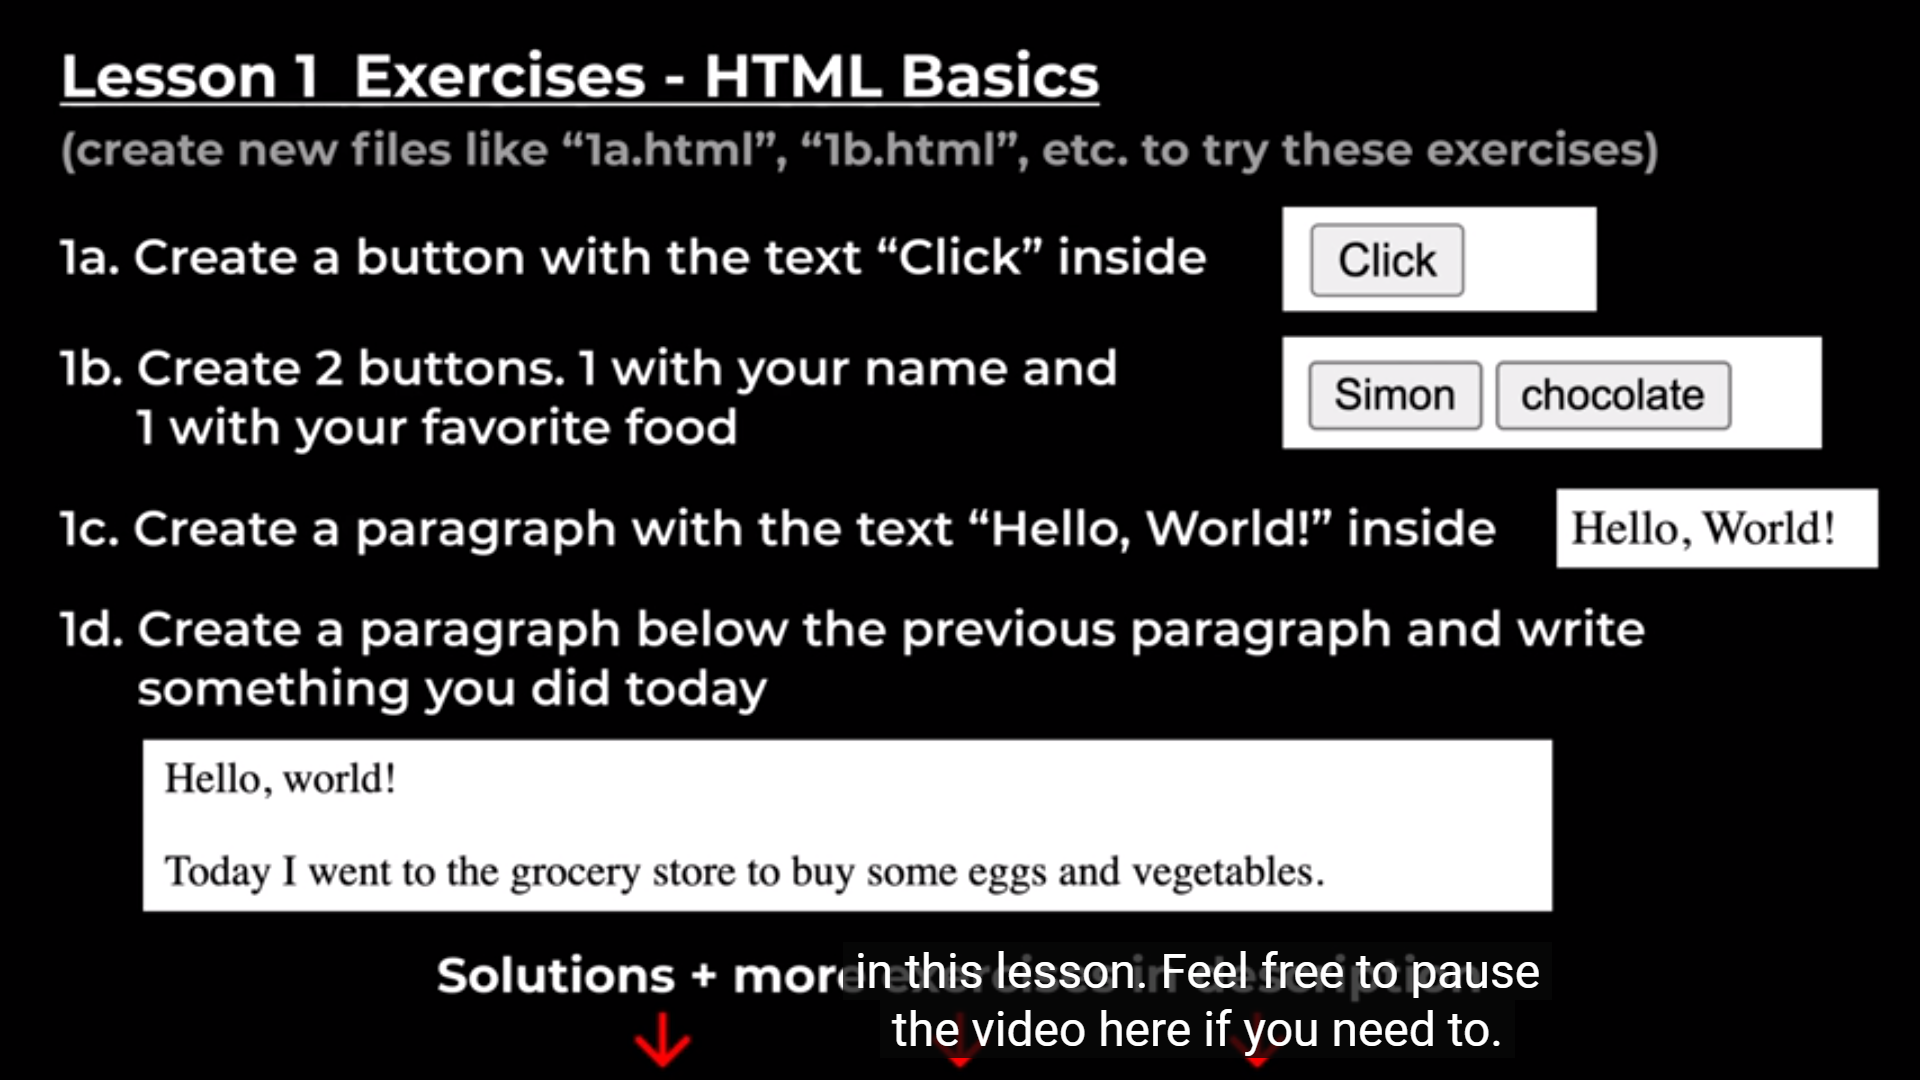 Lesson 1  Exercises - HTML Basics
(create new files like “1a.html”, “1b.html”, etc. to try these exercises)
1a. Create a button with the text “Click” inside
Click
1b. Create 2 buttons. 1 with your name and
1 with your favorite food
Simon
chocolate
1c. Create a paragraph with the text “Hello, World!” inside
Hello, World!
1d. Create a paragraph below the previous paragraph and write
something you did today
Hello, world!
Today I went to the grocery store to buy some eggs and vegetables.
Solutions + more exercises in description
in this lesson. Feel free to pause
the video here if you need to.